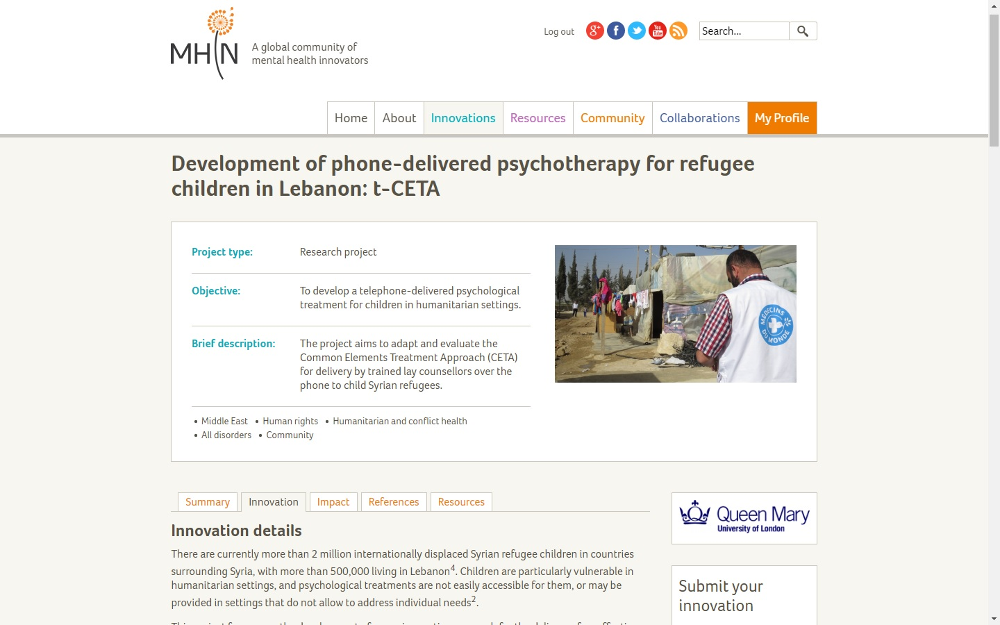 MHIN
A global community of
mental health innovators
Log out
g+
f
You
Tube
Search...
Home
About
Innovations
Resources
Community
Collaborations
My Profile
Development of phone-delivered psychotherapy for refugee
children in Lebanon: t-CETA
Project type:
Research project
Objective:
To develop a telephone-delivered psychological
treatment for children in humanitarian settings.
Brief description:
The project aims to adapt and evaluate the
Common Elements Treatment Approach (CETA)
for delivery by trained lay counsellors over the
phone to child Syrian refugees.
MÉDECINS
DU MONDE
• Middle East • Human rights • Humanitarian and conflict health
• All disorders • Community
Summary
Innovation
Impact
References
Resources
Queen Mary
University of London
Innovation details
There are currently more than 2 million internationally displaced Syrian refugee children in countries
surrounding Syria, with more than 500,000 living in Lebanon4. Children are particularly vulnerable in
humanitarian settings, and psychological treatments are not easily accessible for them, or may be
provided in settings that do not allow to address individual needs2.
Submit your
innovation